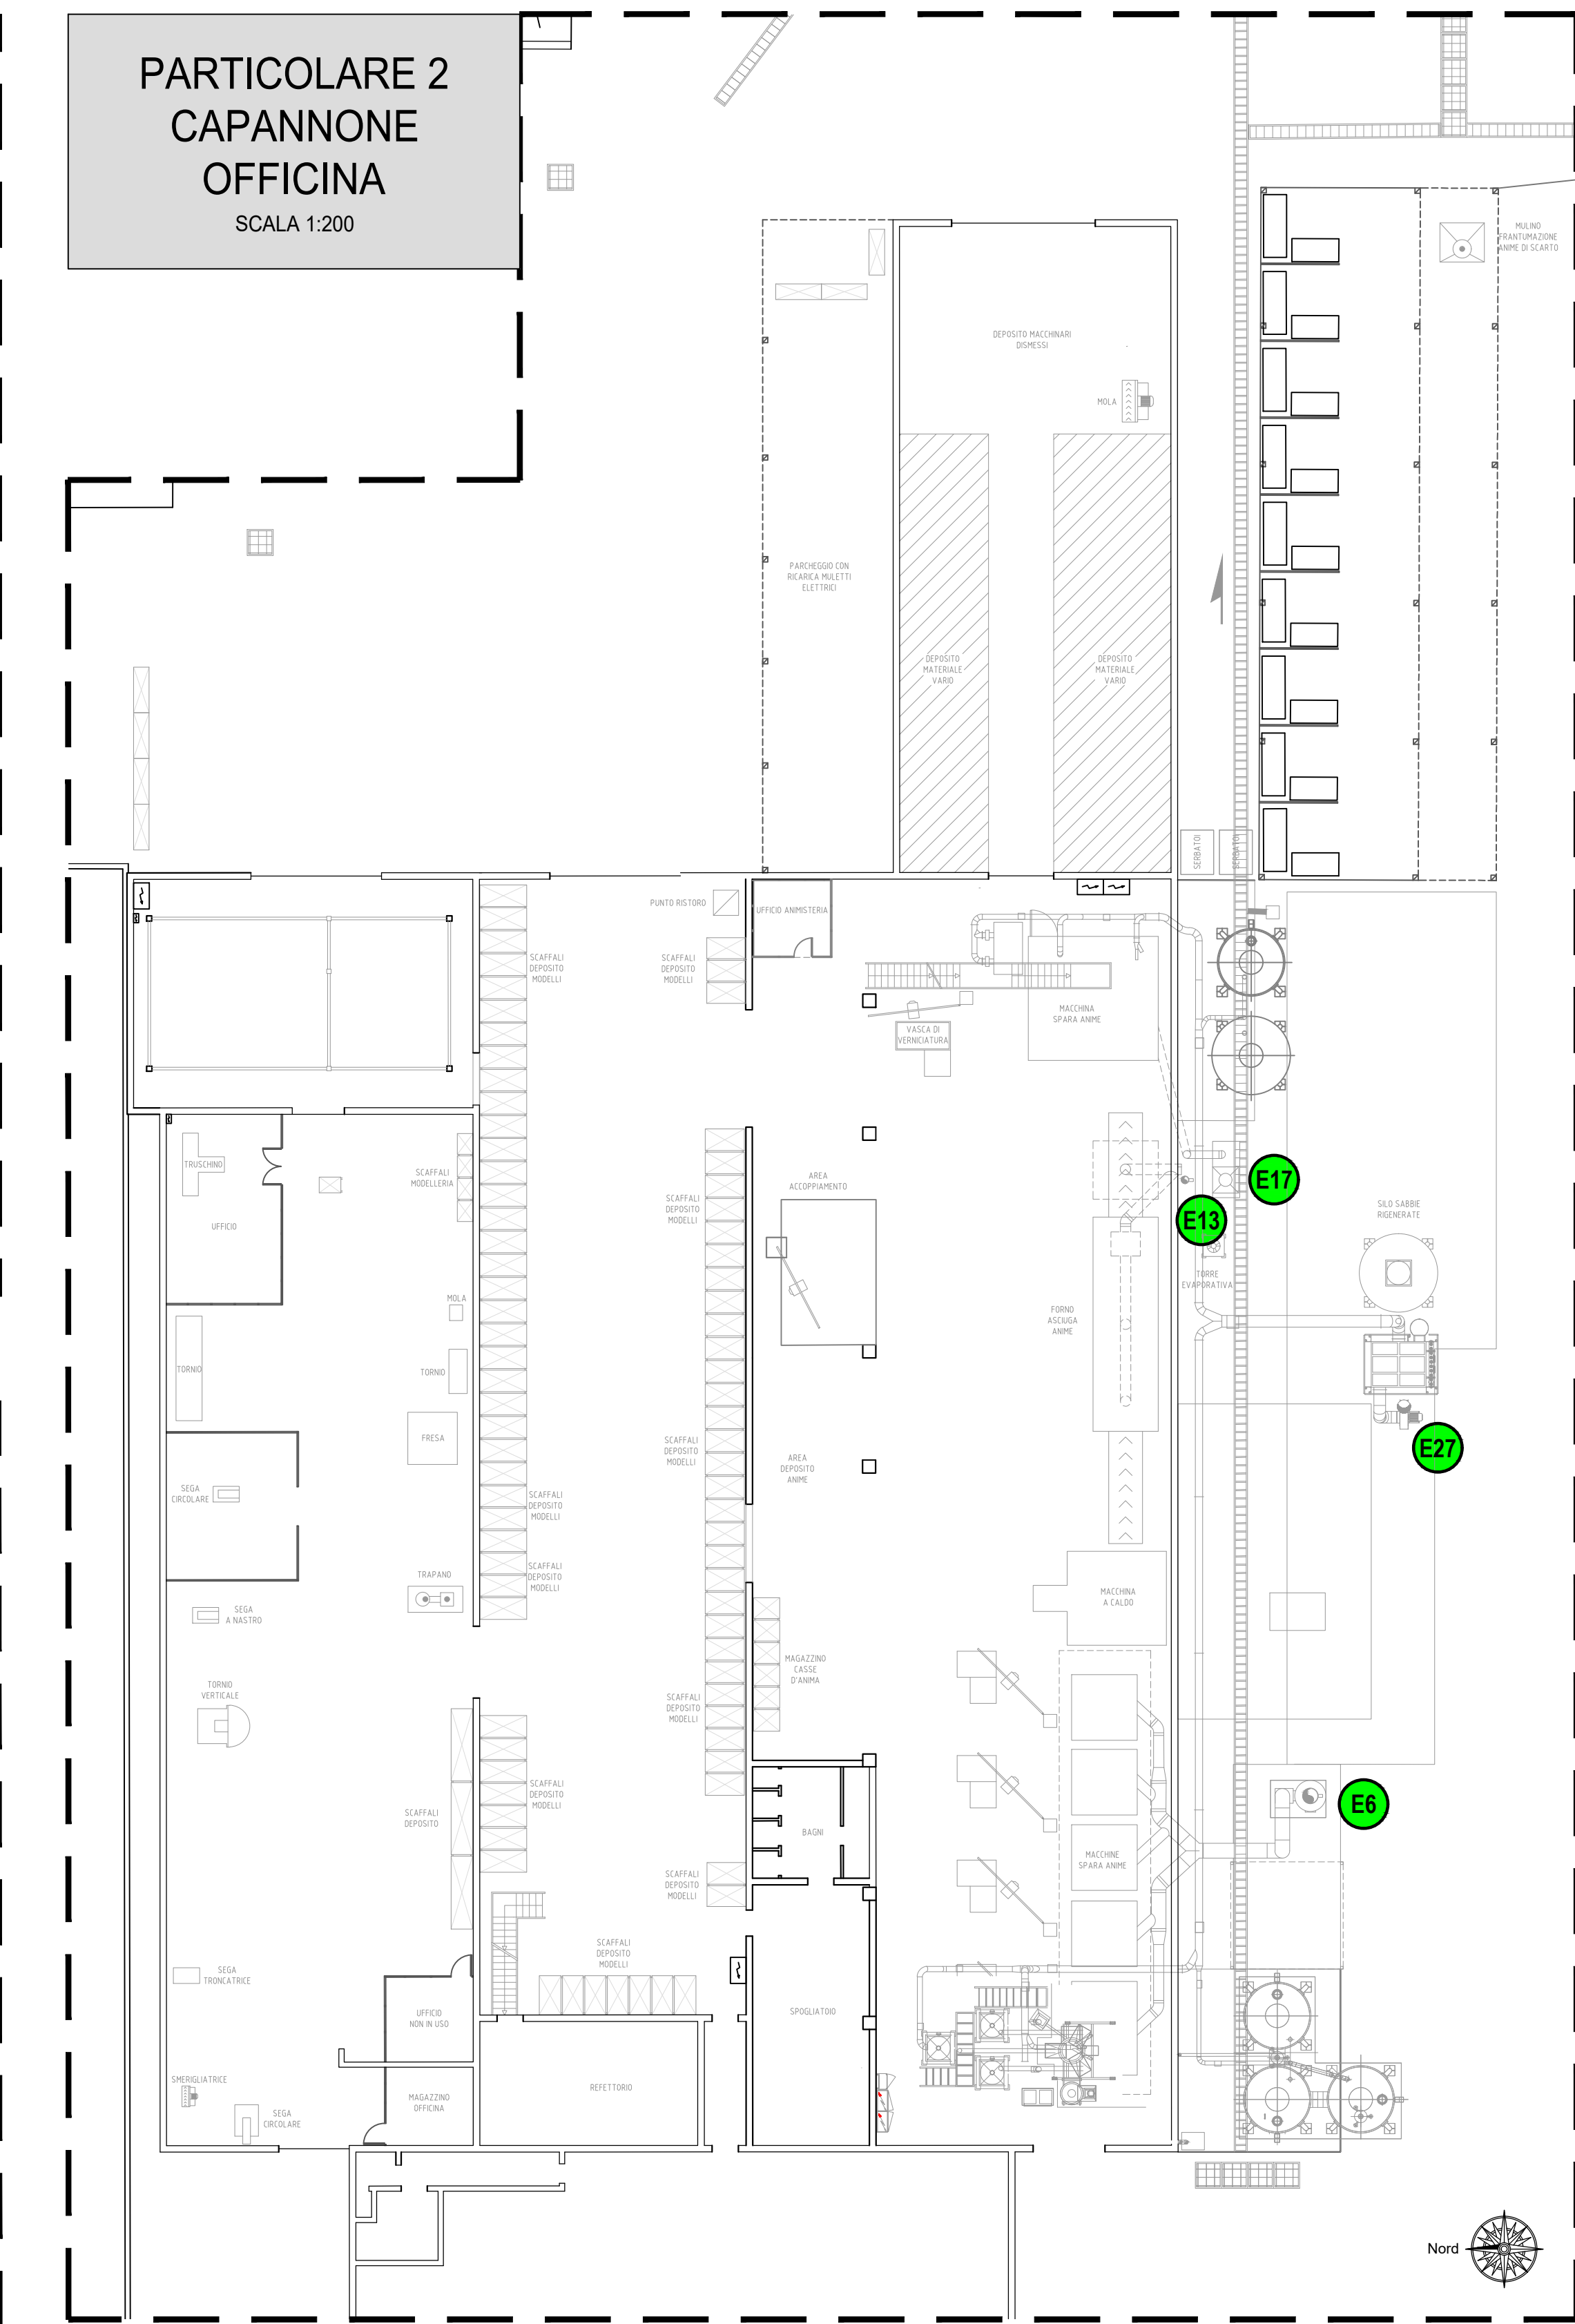 PARTICOLARE 2
CAPANNONE
OFFICINA
SCALA 1:200
MULINO
FRANTUMAZIONE
ANIME DI SCARTO
DEPOSITO MACCHINARI
DISMESSI
MOLA
PARCHEGGIO CON
RICARICA MULETTI
ELETTRICI
DEPOSITO
MATERIALE
VARIO
DEPOSITO
MATERIALE
VARIO
SERBATOI
SERBATOI
PUNTO RISTORO
UFFICIO ANIMISTERIA
SCAFFALI
DEPOSITO
MODELLI
SCAFFALI
DEPOSITO
MODELLI
MACCHINA
SPARA ANIME
VASCA DI
VERNICIATURA
TRUSCHINO
SCAFFALI
MODELLERIA
UFFICIO
SCAFFALI
DEPOSITO
MODELLI
AREA
ACCOPPIAMENTO
E17
E13
SILO SABBIE
RIGENERATE
TORRE
EVAPORATIVA
MOLA
FORNO
ASCIUGA
ANIME
TORNIO
TORNIO
FRESA
SCAFFALI
DEPOSITO
MODELLI
AREA
DEPOSITO
ANIME
E27
SEGA
CIRCOLARE
SCAFFALI
DEPOSITO
MODELLI
TRAPANO
SCAFFALI
DEPOSITO
MODELLI
MACCHINA
A CALDO
SEGA
A NASTRO
MAGAZZINO
CASSE
D'ANIMA
TORNIO
VERTICALE
SCAFFALI
DEPOSITO
MODELLI
SCAFFALI
DEPOSITO
MODELLI
SCAFFALI
DEPOSITO
E6
BAGNI
MACCHINE
SPARA ANIME
SCAFFALI
DEPOSITO
MODELLI
SCAFFALI
DEPOSITO
MODELLI
SEGA
TRONCATRICE
UFFICIO
NON IN USO
SPOGLIATOIO
SMERIGLIATRICE
REFETTORIO
MAGAZZINO
OFFICINA
SEGA
CIRCOLARE
Nord